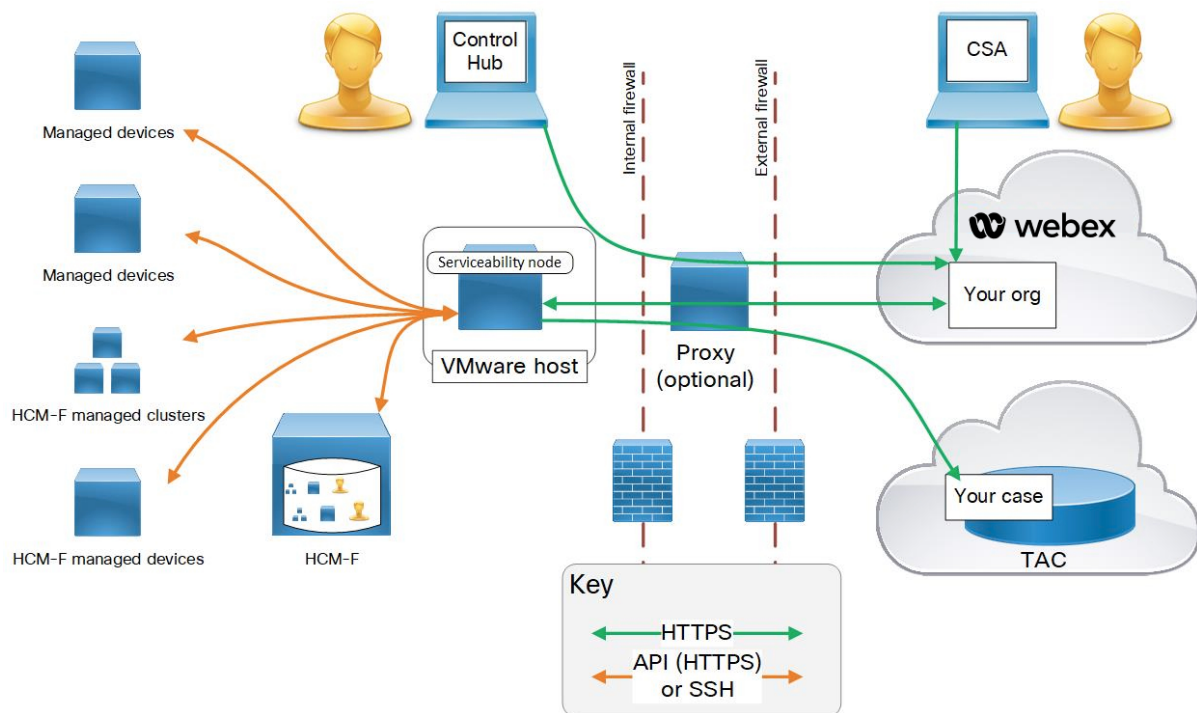 Managed devices
Managed devices
HCM-F managed clusters
HCM-F managed devices
Control
Hub
Internal firewall
External firewall
CSA
Serviceability node
VMware host
HCM-F
Proxy
(optional)
webex
Your org
Your case
TAC
Key
HTTPS
API (HTTPS)
or SSH